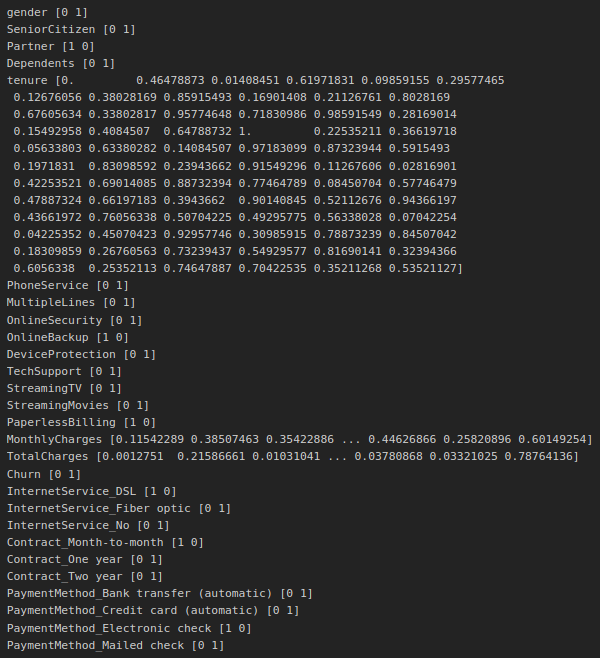 gender [0 1]
SeniorCitizen [0 1]
Partner [1 0]
Dependents [0 1]
tenure [0.         0.46478873 0.01408451 0.61971831 0.09859155 0.29577465
 0.12676056 0.38028169 0.85915493 0.16901408 0.21126761 0.8028169
 0.67605634 0.33802817 0.95774648 0.71830986 0.98591549 0.28169014
 0.15492958 0.4084507  0.64788732 1.         0.22535211 0.36619718
 0.05633803 0.63380282 0.14084507 0.97183099 0.87323944 0.5915493
 0.1971831  0.83098592 0.23943662 0.91549296 0.11267606 0.02816901
 0.42253521 0.69014085 0.88732394 0.77464789 0.08450704 0.57746479
 0.47887324 0.66197183 0.3943662  0.90140845 0.52112676 0.94366197
 0.43661972 0.76056338 0.50704225 0.49295775 0.56338028 0.07042254
 0.04225352 0.45070423 0.92957746 0.30985915 0.78873239 0.84507042
 0.18309859 0.26760563 0.73239437 0.54929577 0.81690141 0.32394366
 0.6056338  0.25352113 0.74647887 0.70422535 0.35211268 0.53521127]
PhoneService [0 1]
MultipleLines [0 1]
OnlineSecurity [0 1]
OnlineBackup [1 0]
DeviceProtection [0 1]
TechSupport [0 1]
StreamingTV [0 1]
StreamingMovies [0 1]
PaperlessBilling [1 0]
MonthlyCharges [0.11542289 0.38507463 0.35422886 ... 0.44626866 0.25820896 0.60149254]
TotalCharges [0.0012751  0.21586661 0.01031041 ... 0.03780868 0.03321025 0.78764136]
Churn [0 1]
InternetService_DSL [1 0]
InternetService_Fiber optic [0 1]
InternetService_No [0 1]
Contract_Month-to-month [1 0]
Contract_One year [0 1]
Contract_Two year [0 1]
PaymentMethod_Bank transfer (automatic) [0 1]
PaymentMethod_Credit card (automatic) [0 1]
PaymentMethod_Electronic check [1 0]
PaymentMethod_Mailed check [0 1]